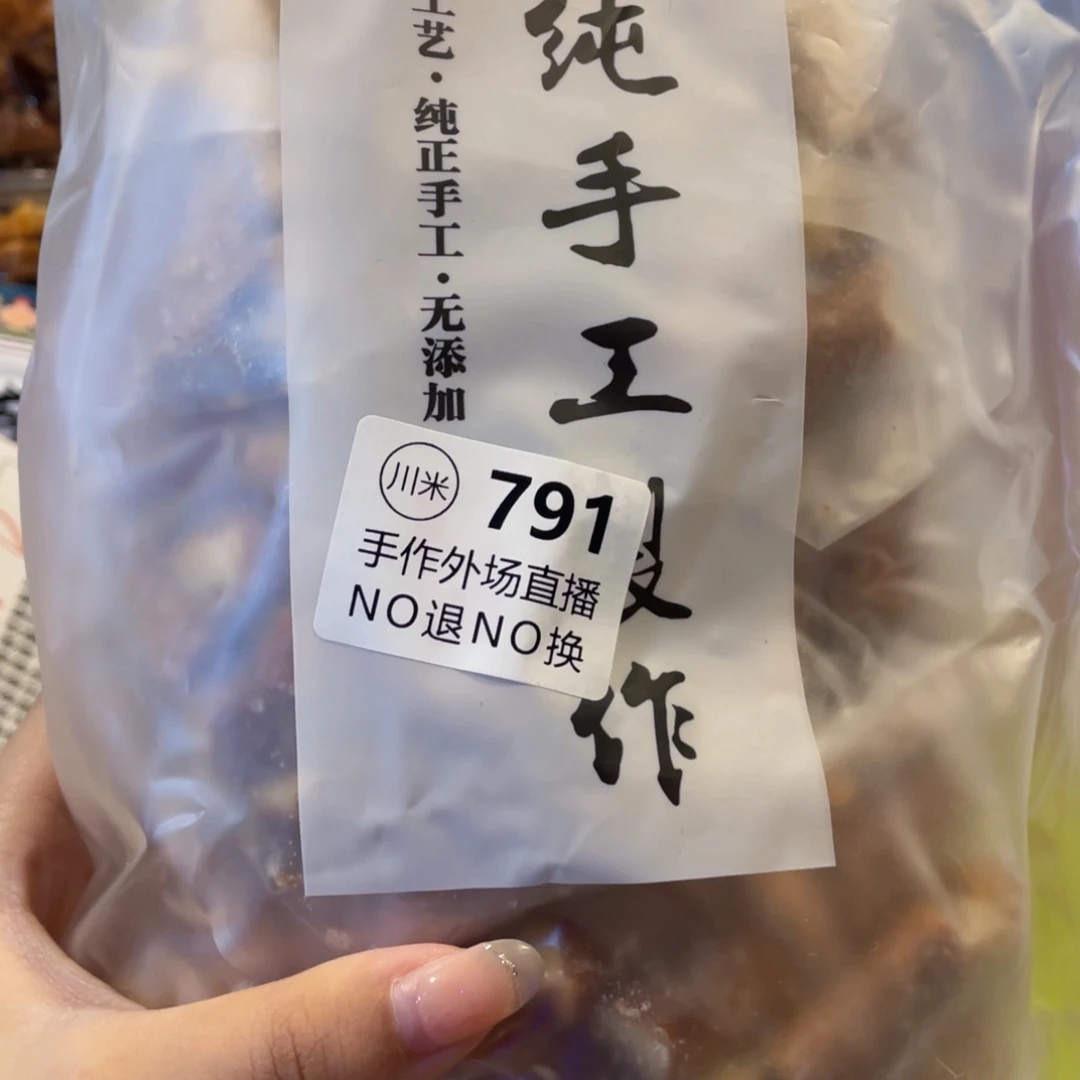 工艺·纯正手工·无添加
纯手工制作
川米
791
手作外场直播
NO退NO换